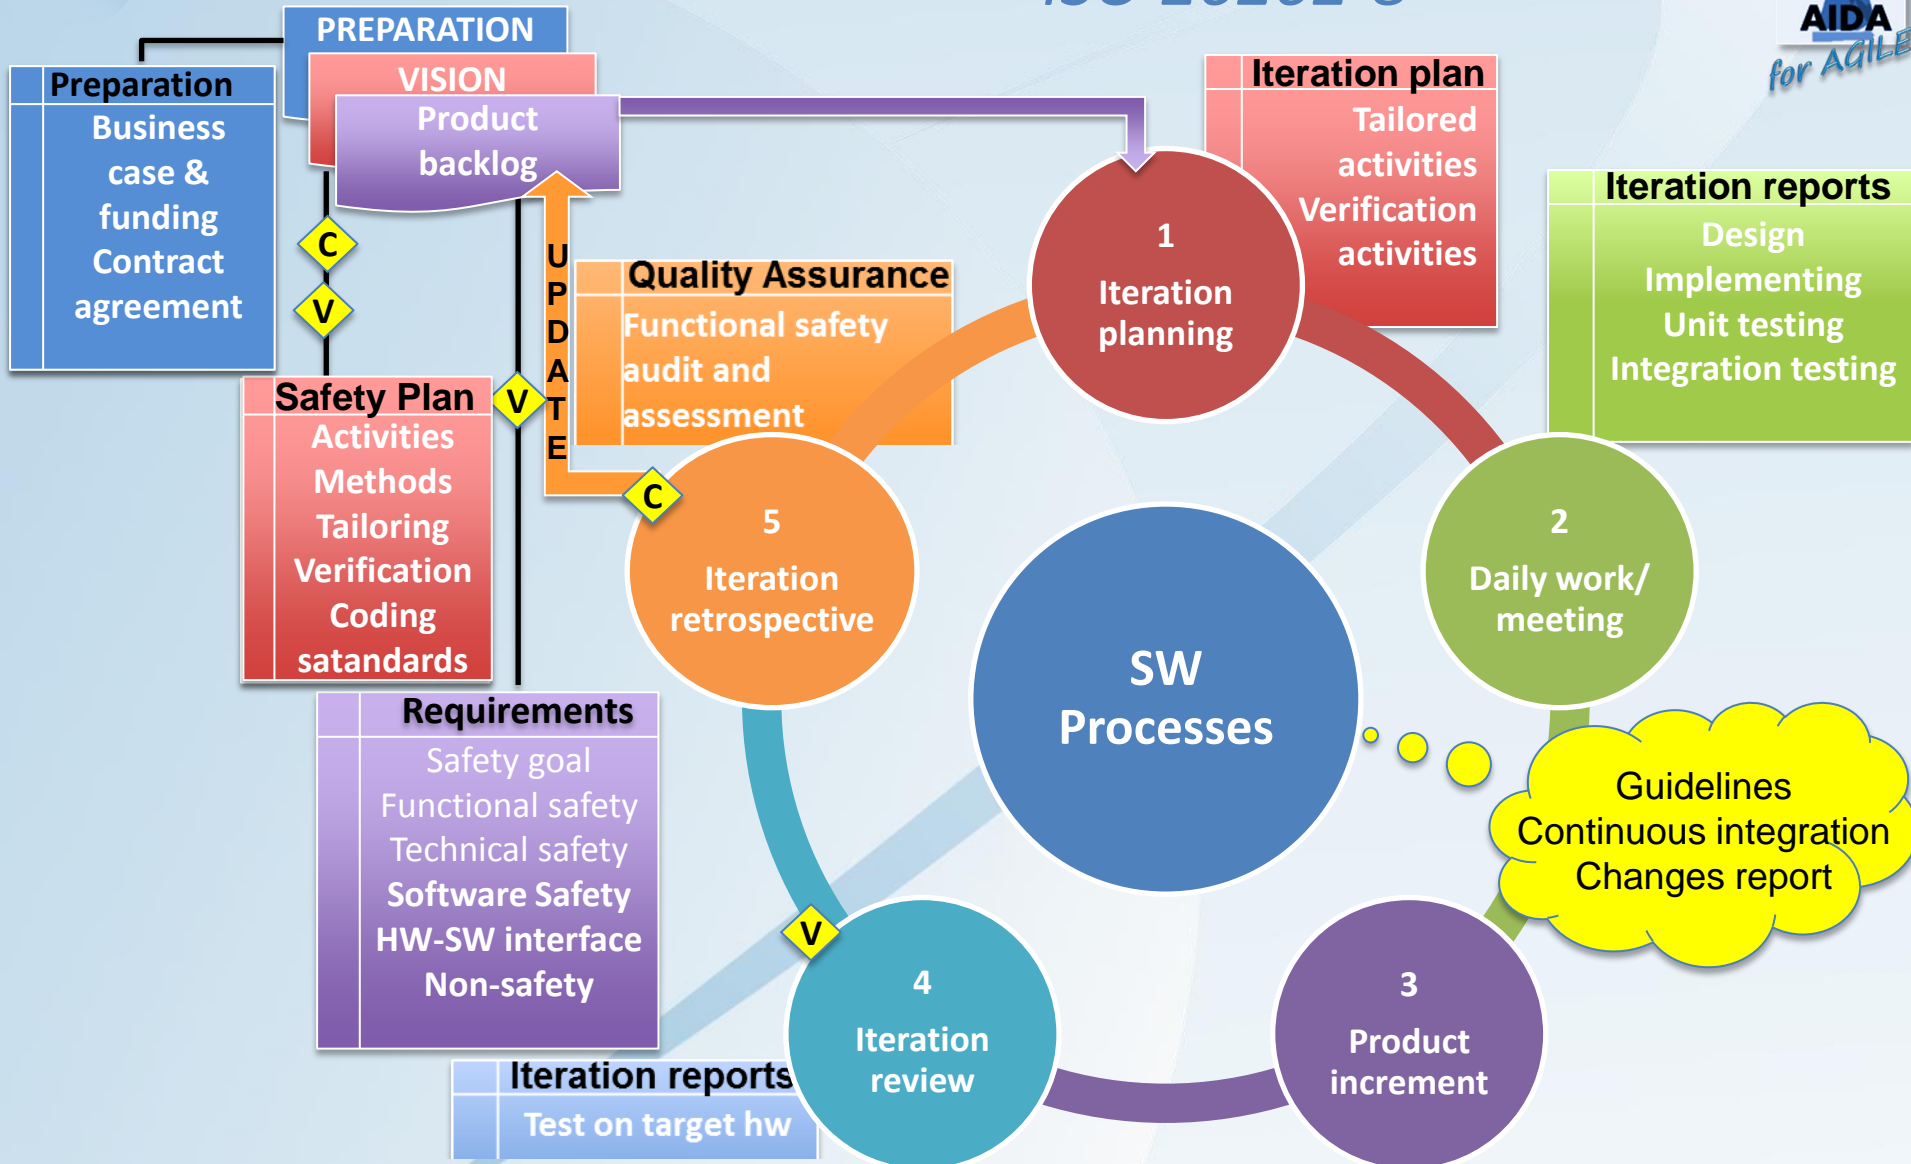 AIDA
for AGILE
PREPARATION
VISION
Product
backlog
Preparation
Business
case &
funding
Contract
agreement
C
V
Safety Plan
Activities
Methods
Tailoring
Verification
Coding
satandards
V
UPDATE
Quality Assurance
Functional safety
audit and
assessment
C
Requirements
Safety goal
Functional safety
Technical safety
Software Safety
HW-SW interface
Non-safety
Iteration reports
Test on target hw
Iteration plan
Tailored
activities
Verification
activities
Iteration reports
Design
Implementing
Unit testing
Integration testing
1
Iteration
planning
2
Daily work/
meeting
3
Product
increment
4
Iteration
review
V
5
Iteration
retrospective
SW
Processes
Guidelines
Continuous integration
Changes report